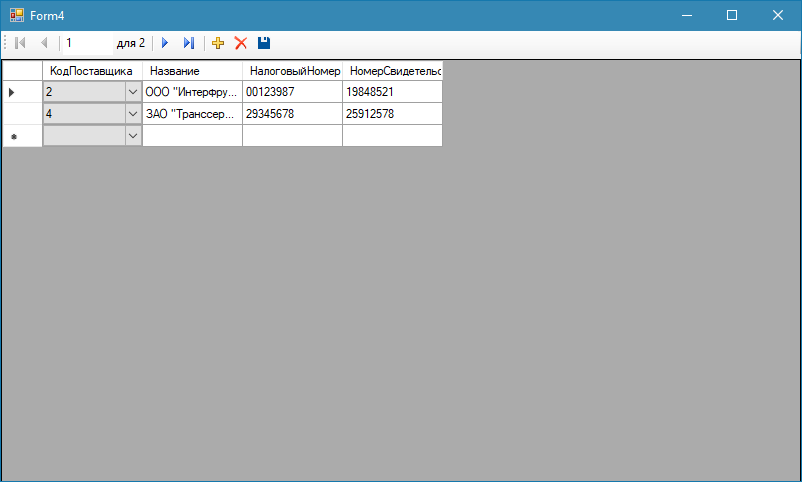 Form4
1 для 2
КодПоставщика Название НалоговыйНомер НомерСвидетельс
2 ООО "Интерфру... 00123987 19848521
4 ЗАО "Транссер... 29345678 25912578